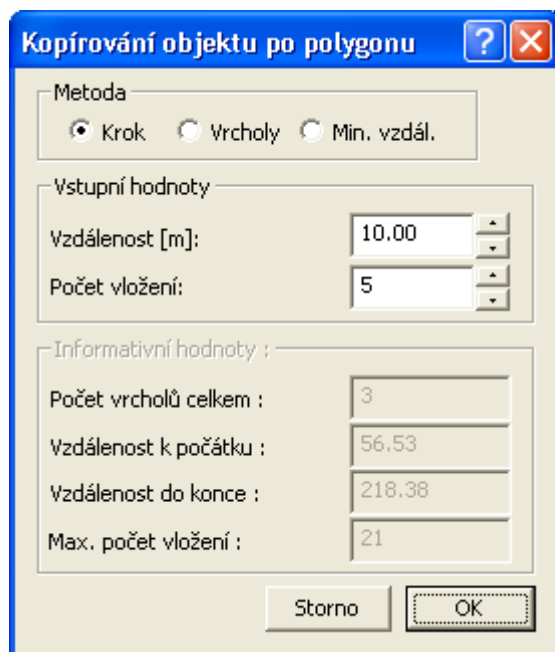 Kopírování objektu po polygonu
Metoda
Krok Vrcholy Min. vzdál.
Vstupní hodnoty
Vzdálenost [m]: 10.00
Počet vložení: 5
Informativní hodnoty :
Počet vrcholů celkem : 3
Vzdálenost k počátku : 56.53
Vzdálenost do konce : 218.38
Max. počet vložení : 21
Storno OK